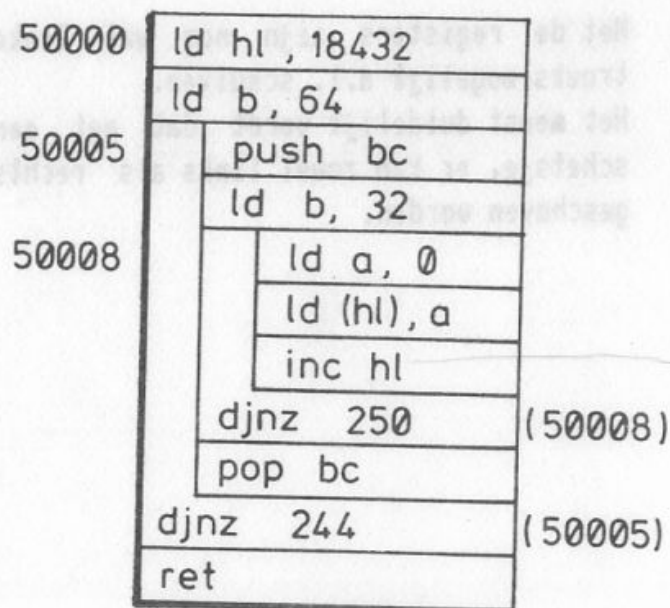 50000 ld hl ,18432
ld b, 64
50005 push bc
ld b, 32
50008 ld a, 0
ld (hl), a
inc hl
djnz 250 (50008)
pop bc
djnz 244 (50005)
ret